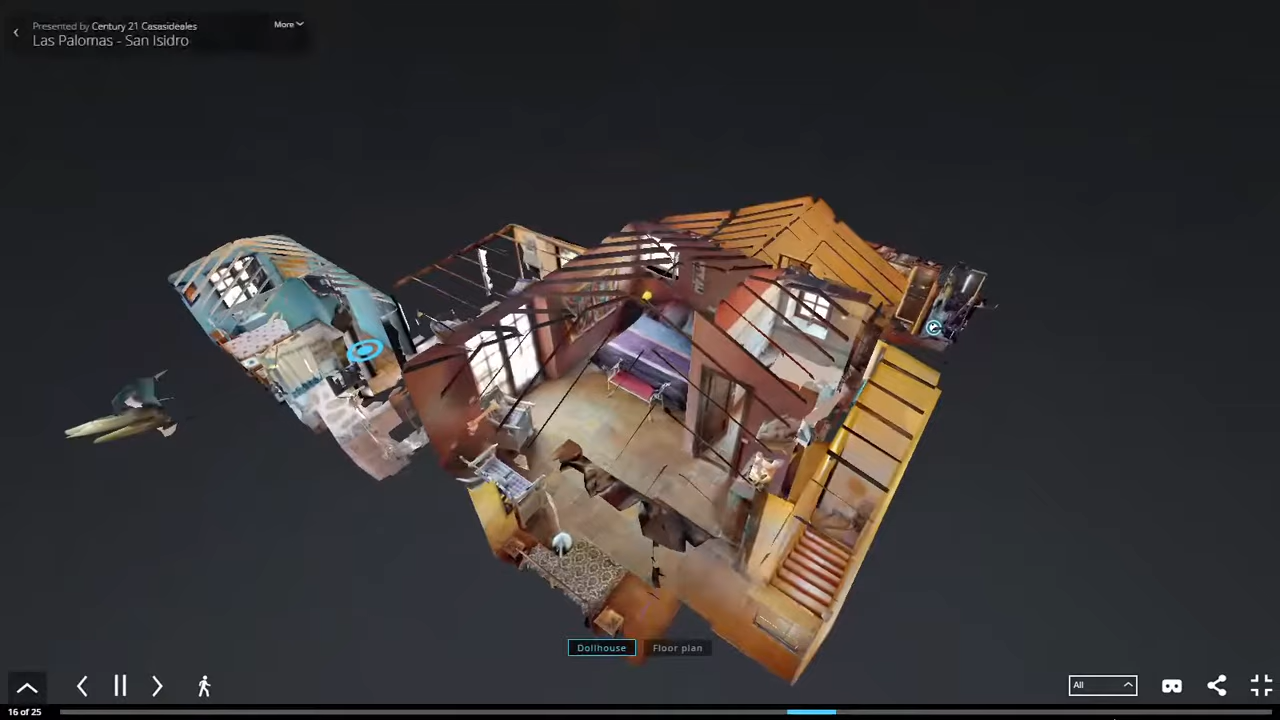 Presented by Century 21 Casasideales
More
Las Palomas - San Isidro
Dollhouse
Floor plan
All
16 of 25